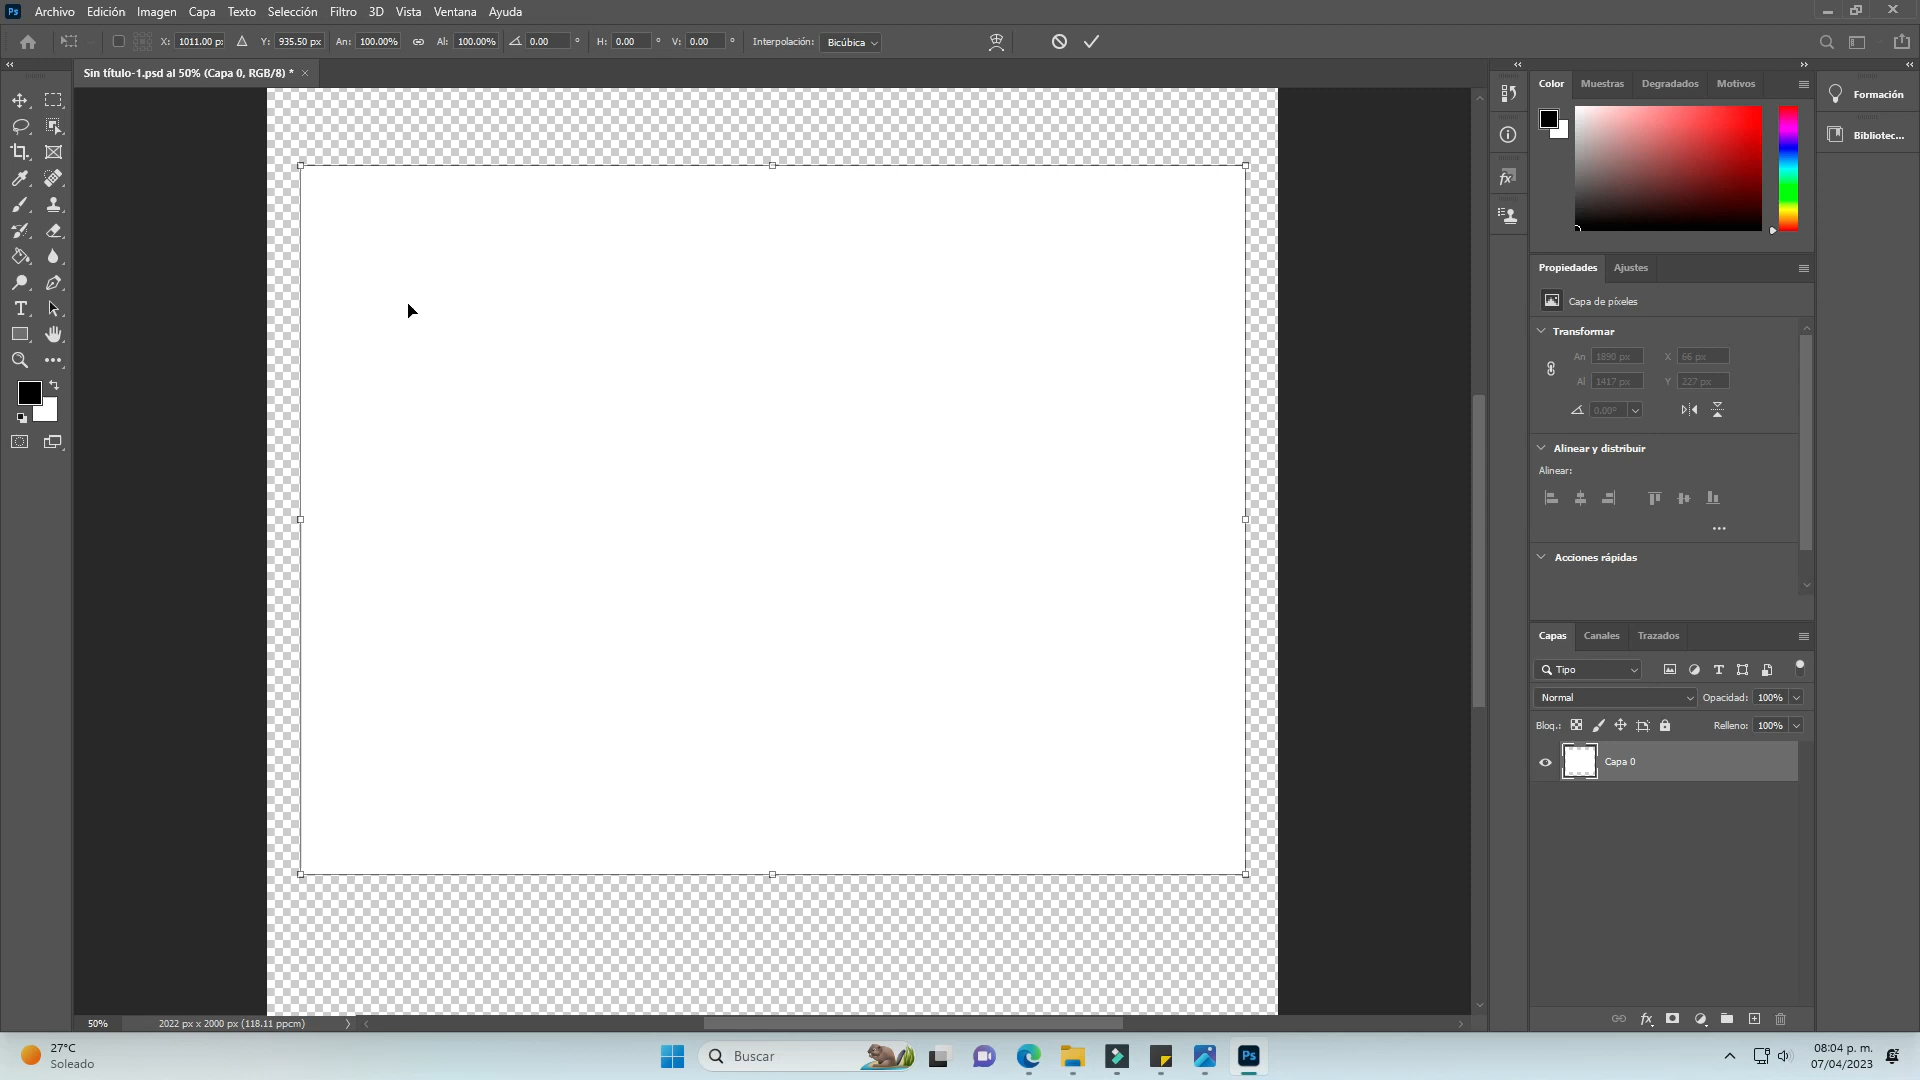 Ps Archivo Edición Imagen Capa Texto Selección Filtro 3D Vista Ventana Ayuda
X: 1011.00 px Y: 935.50 px An: 100.00% Al: 100.00% 0.00 ° H: 0.00 ° V: 0.00 ° Interpolación: Bicúbica
Sin título-1.psd al 50% (Capa 0, RGB/8) * ×
Color Muestras Degradados Motivos
Formación
Bibliotec...
Propiedades Ajustes
Capa de píxeles
Transformar
An 1890 px X 66 px
Al 1417 px Y 227 px
0.00°
Alinear y distribuir
Alinear:
Acciones rápidas
Capas Canales Trazados
Tipo
Normal Opacidad: 100%
Bloq.: Relleno: 100%
Capa 0
50% 2022 px x 2000 px (118.11 ppcm)
27°C
Soleado
Buscar
Ps
08:04 p. m.
07/04/2023